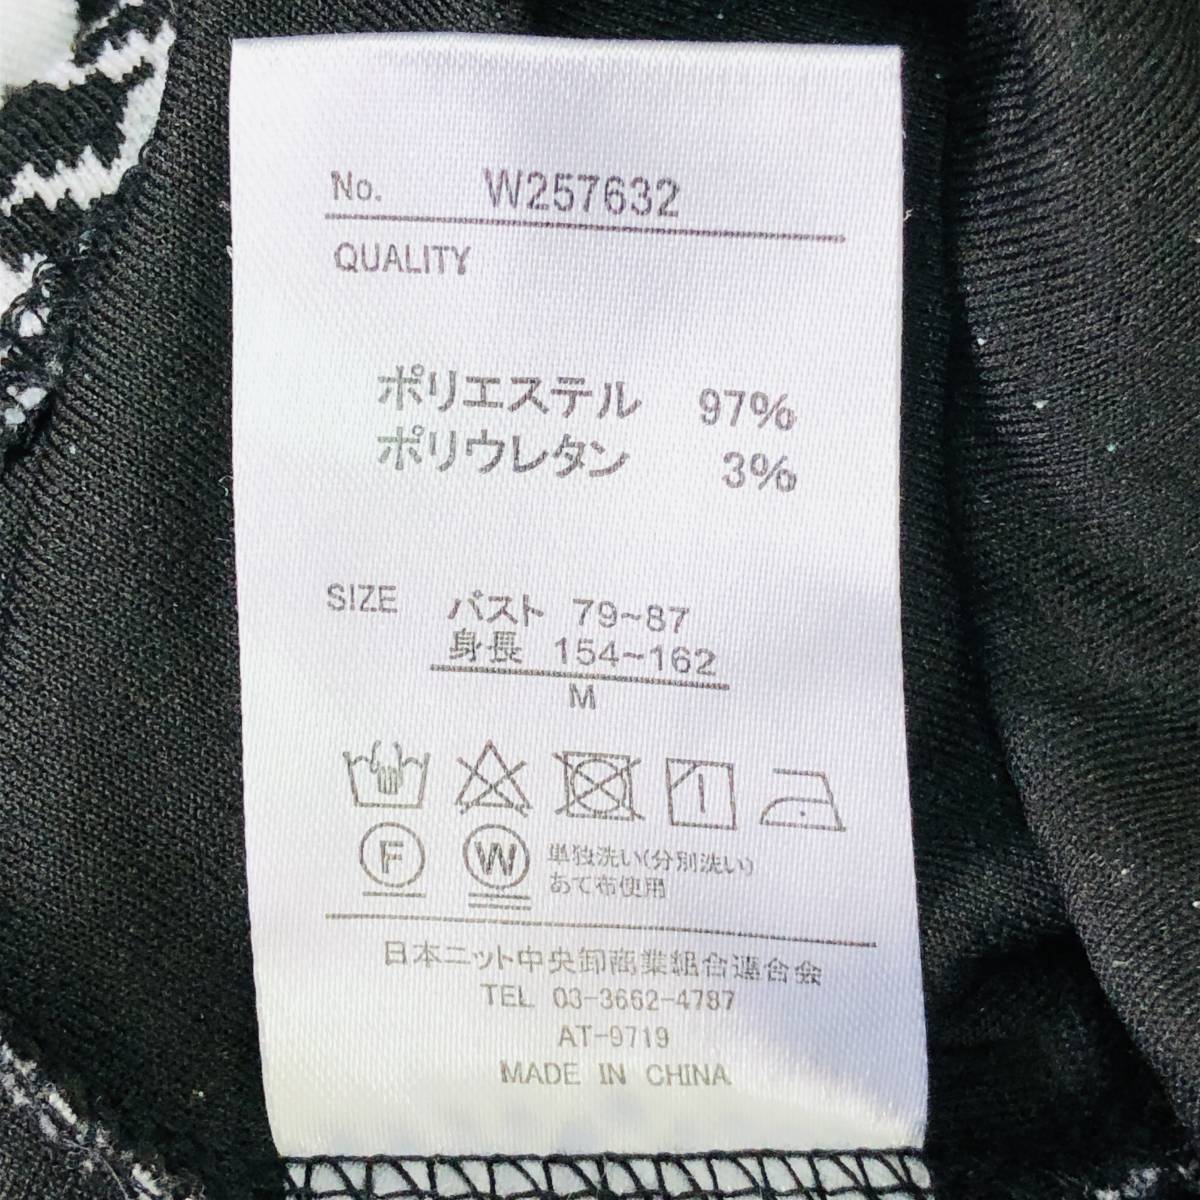 No. W257632
QUALITY
ポリエステル 97%
ポリウレタン 3%
SIZE バスト 79~87
身長 154~162
M
F W 単独洗い(分別洗い)
あて布使用
日本ニット中央卸商業組合連合会
TEL 03-3662-4787
AT-9719
MADE IN CHINA